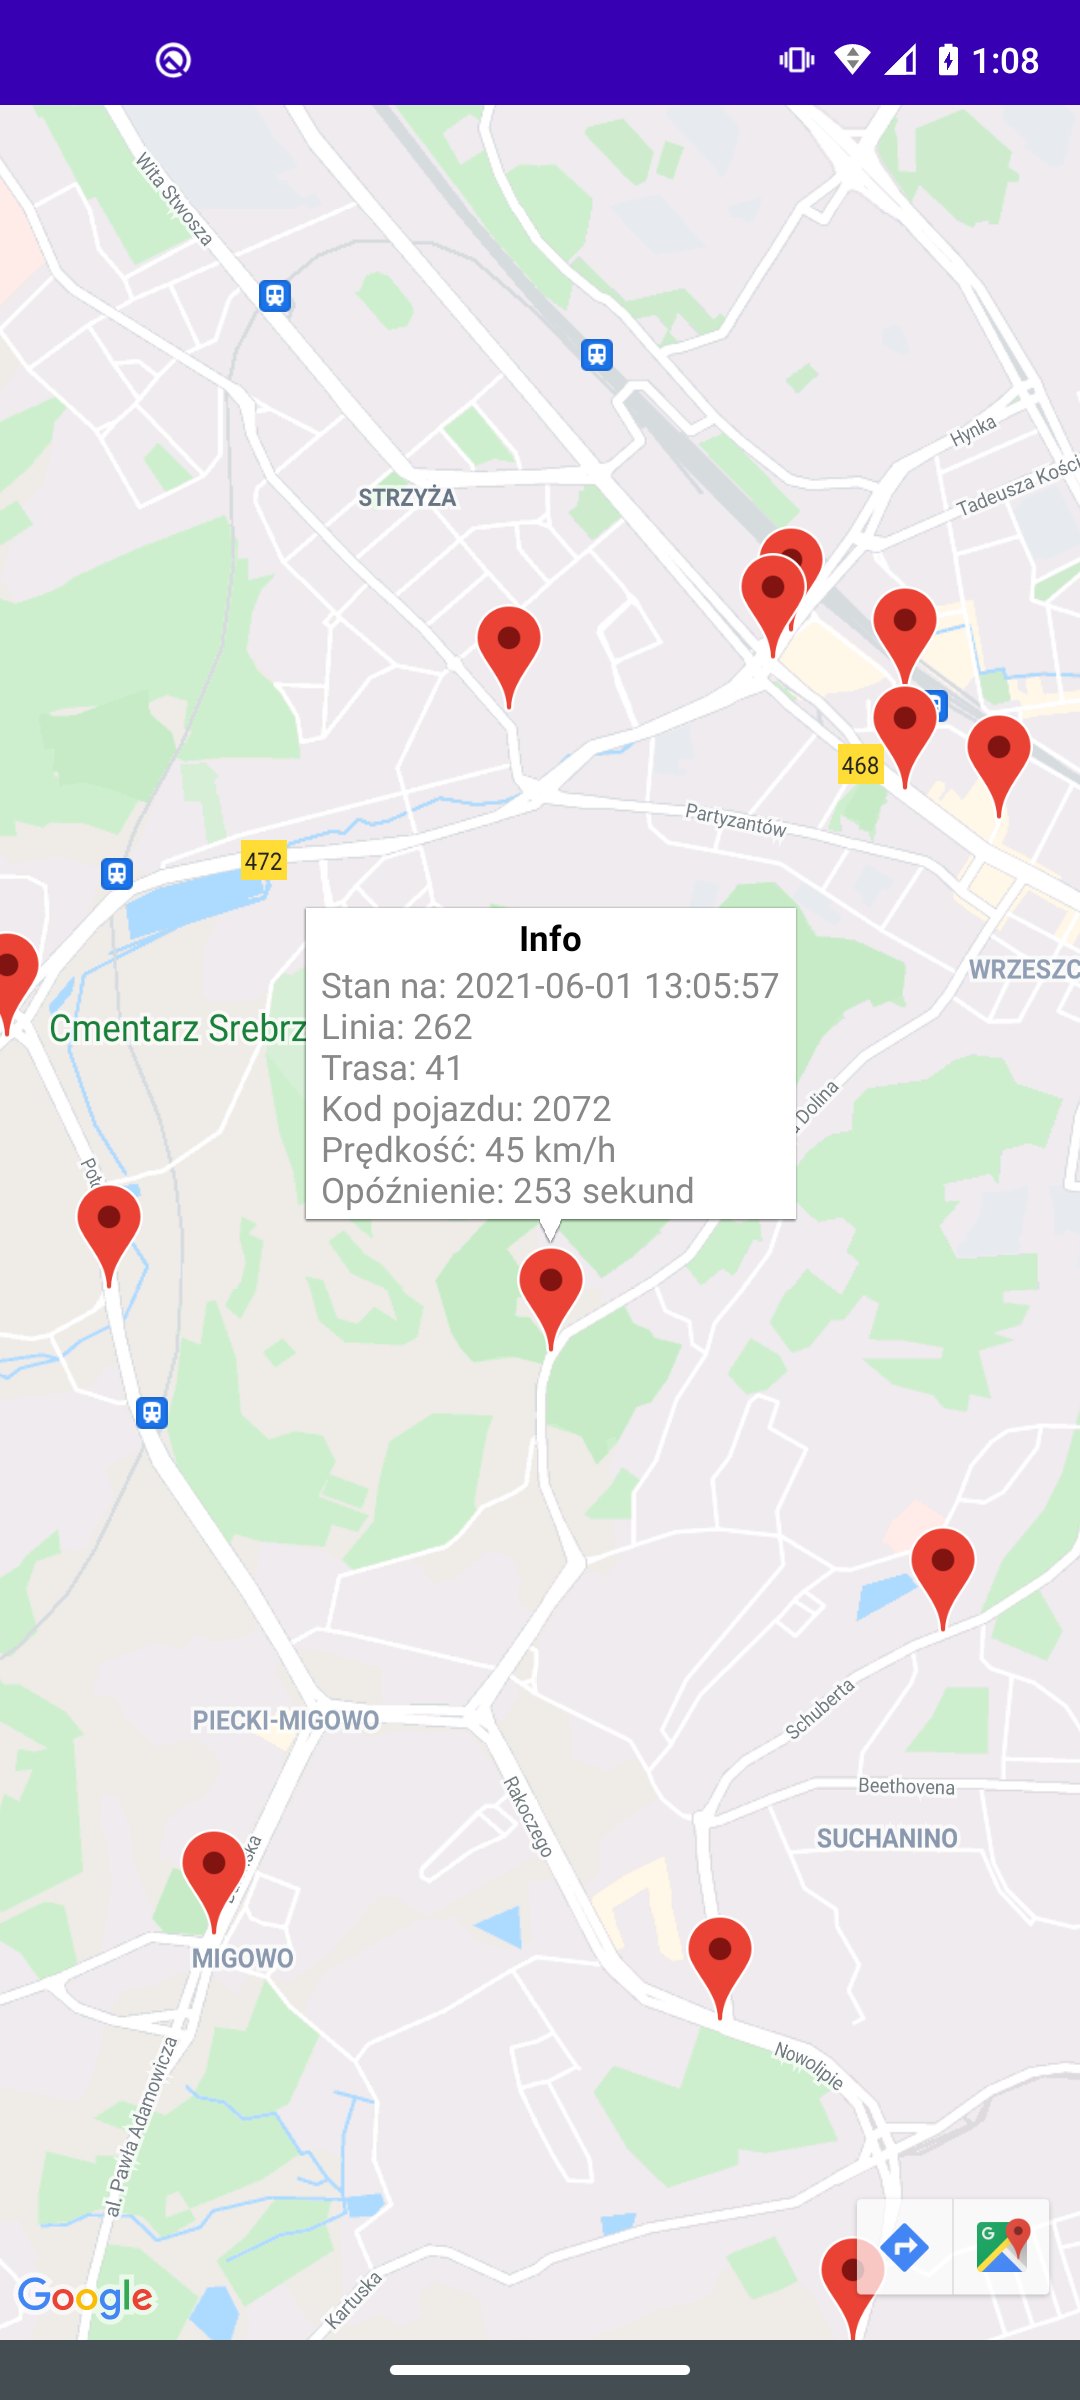 1:08
Wita Stwosza
Hynka
Tadeusza Kości
STRZYŻA
468
Partyzantów
472
Info
Stan na: 2021-06-01 13:05:57
Linia: 262
Trasa: 41
Kod pojazdu: 2072
Prędkość: 45 km/h
Opóźnienie: 253 sekund
WRZESZC
Cmentarz Srebrz
Dolina
Poto
PIECKI-MIGOWO
Schuberta
Beethovena
Rakoczego
SUCHANINO
MIGOWO
Nowolipie
al. Pawła Adamowicza
Kartuska
G
Google